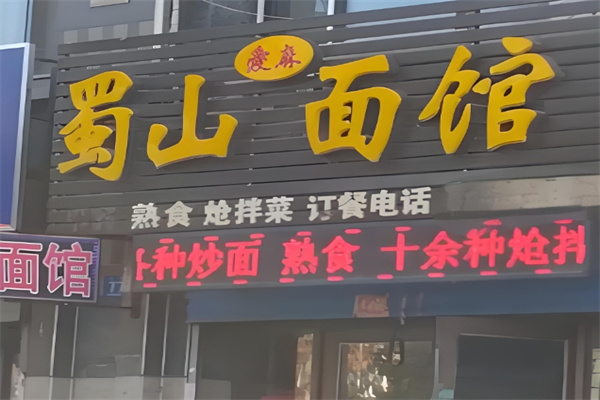 爱麻
蜀山面馆
熟食 炝拌菜 订餐电话
种炒面 熟食 十余种炝拌
面馆